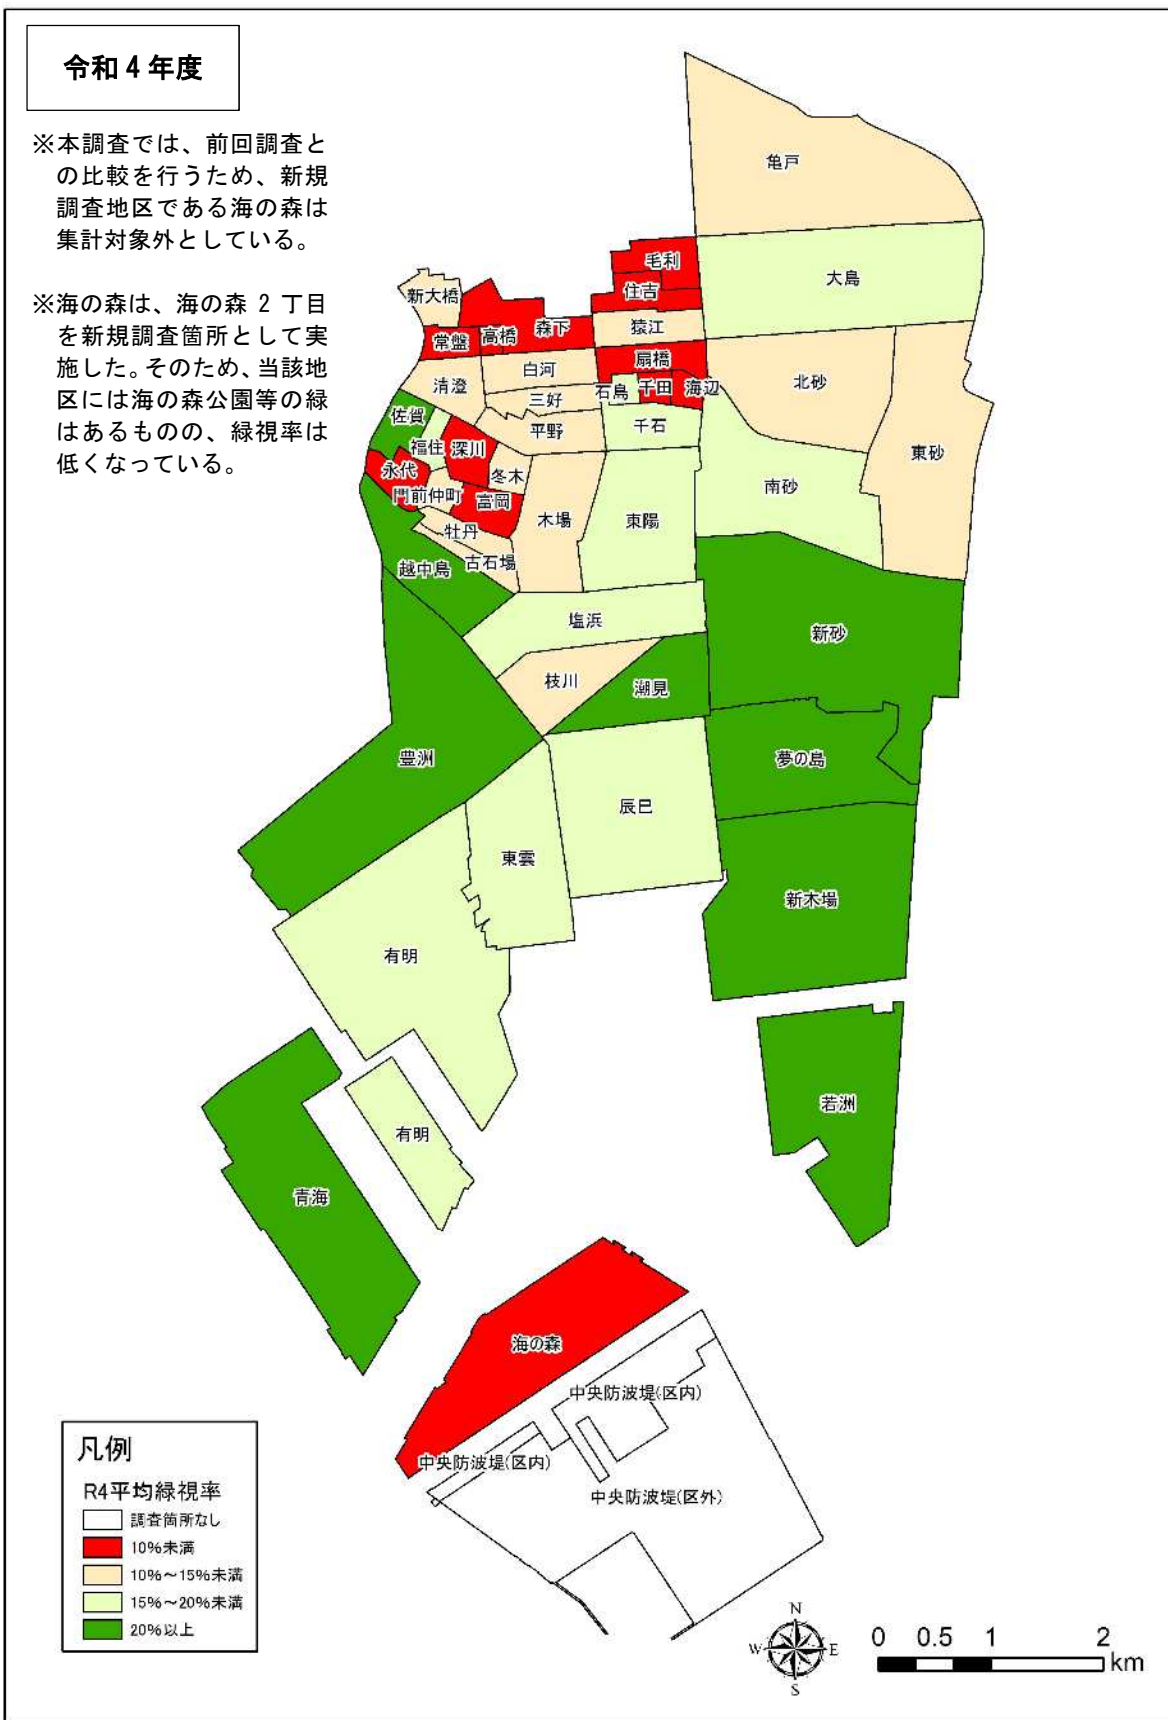 令和4年度
※本調査では、前回調査と
の比較を行うため、新規
調査地区である海の森は
集計対象外としている。
※海の森は、海の森 2 丁目
を新規調査箇所として実
施した。そのため、当該地
区には海の森公園等の緑
はあるものの、緑視率は
低くなっている。
亀戸
毛利
大島
住吉
新大橋
猿江
常盤
高橋
森下
扇橋
白河
清澄
石島
千田
海辺
北砂
三好
佐賀
平野
千石
福住
深川
東砂
永代
冬木
門前仲町
富岡
南砂
木場
東陽
牡丹
古石場
越中島
塩浜
新砂
枝川
潮見
豊洲
夢の島
辰巳
東雲
新木場
有明
若洲
有明
青海
海の森
中央防波堤(区内)
中央防波堤(区内)
中央防波堤(区外)
凡例
R4平均緑視率
調査箇所なし
10%未満
10%～15%未満
15%～20%未満
20%以上
N
W
E
S
0 0.5 1 2
km